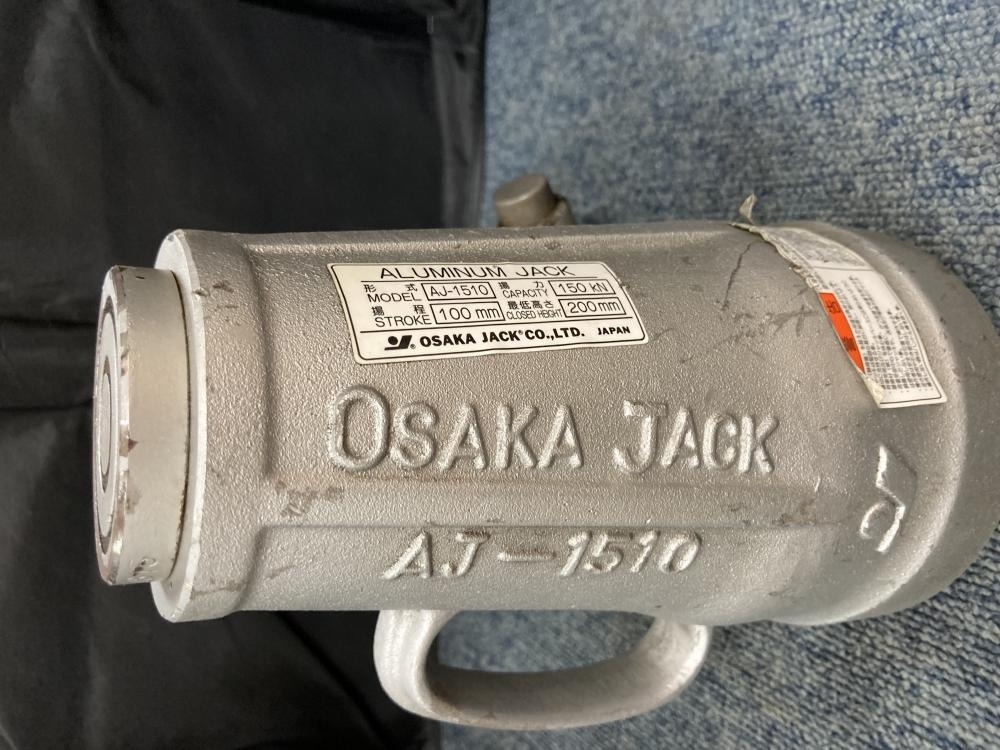 ALUMINUM JACK
形式 MODEL AJ-1510 揚力 CAPACITY 150 kN
揚程 STROKE 100 mm 最低高さ CLOSED HEIGHT 200 mm
OSAKA JACK® CO., LTD. JAPAN
OSAKA JACK
AJ-1510